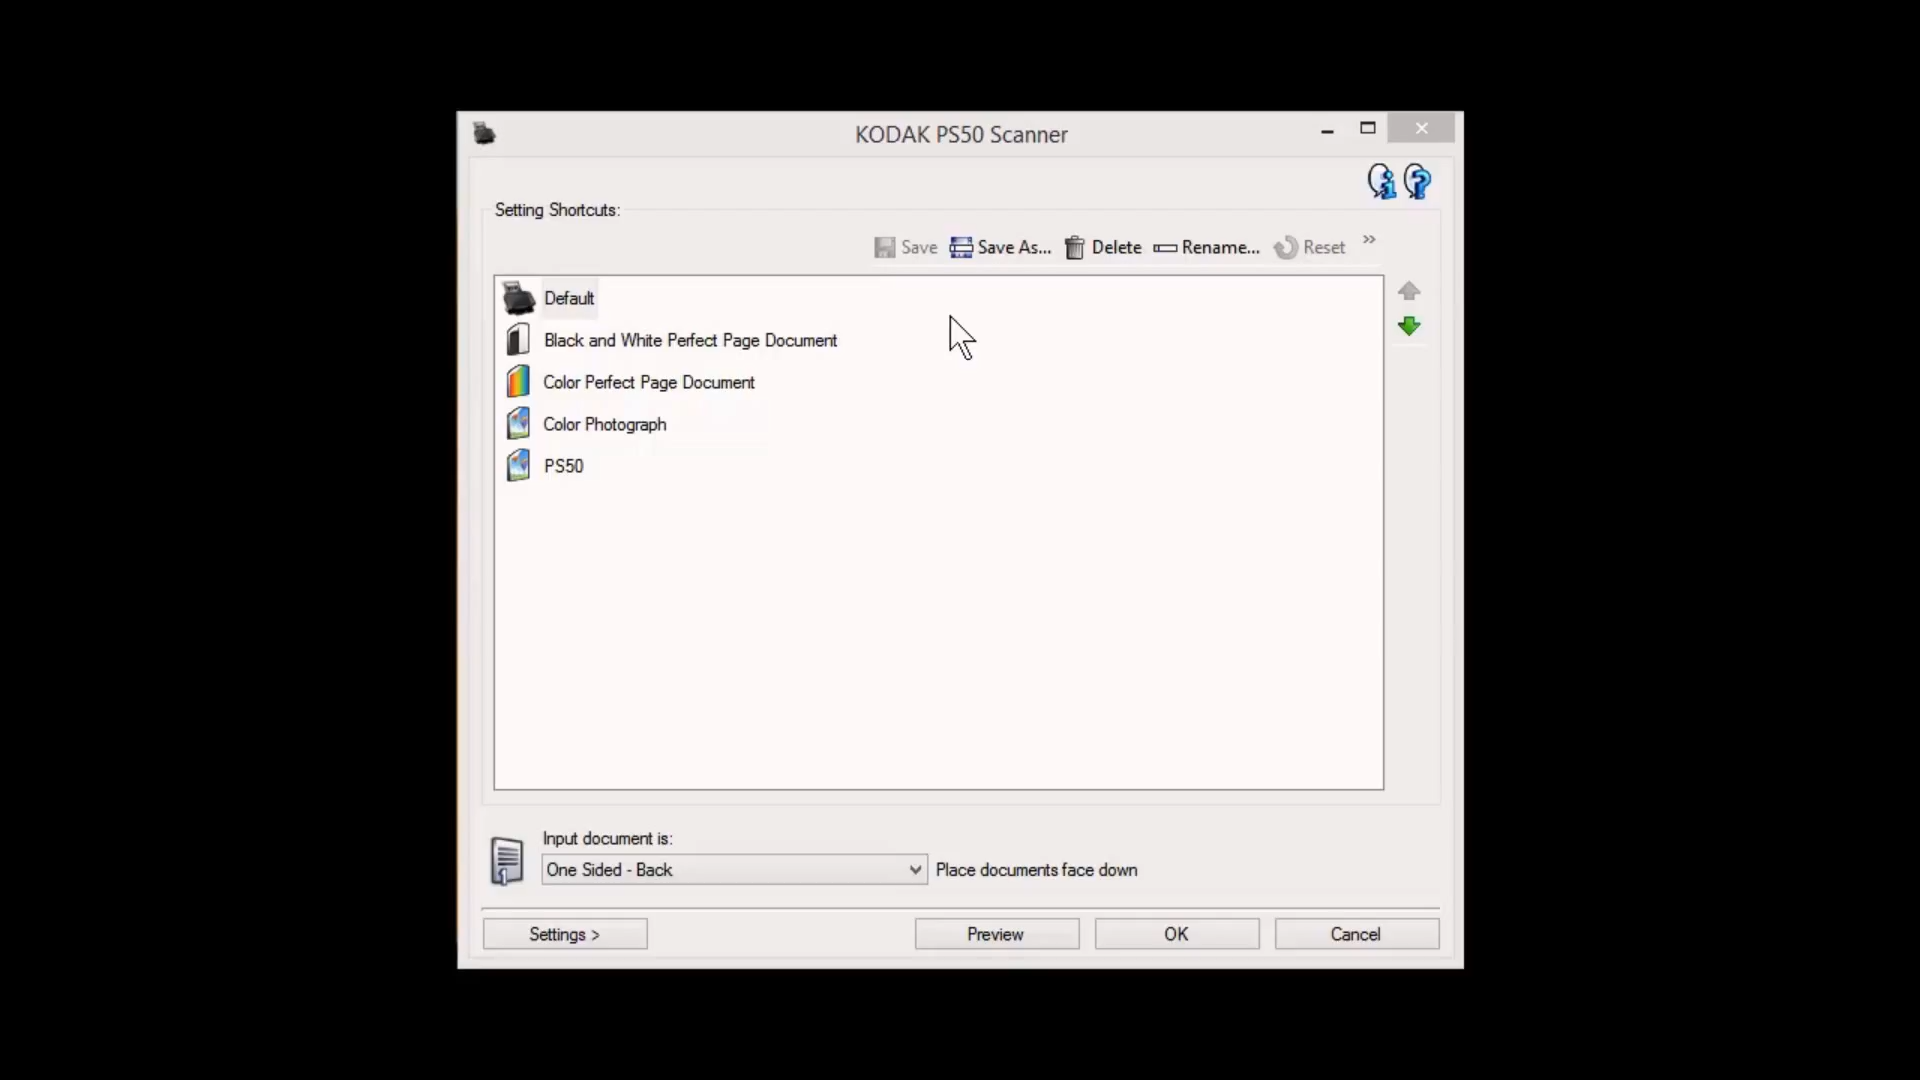 KODAK PS50 Scanner
Setting Shortcuts:
Save Save As... Delete Rename... Reset »
Default
Black and White Perfect Page Document
Color Perfect Page Document
Color Photograph
PS50
Input document is:
One Sided - Back Place documents face down
Settings > Preview OK Cancel